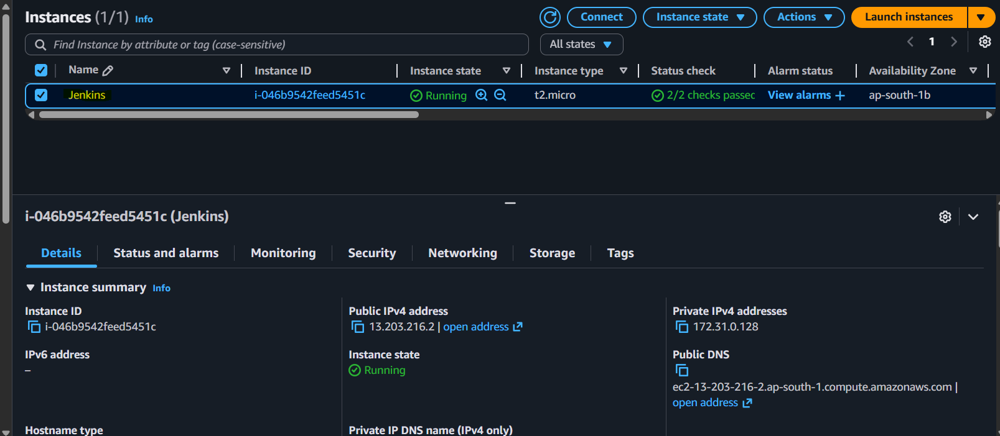 Instances (1/1) Info
Connect
Instance state
Actions
Launch instances
Find Instance by attribute or tag (case-sensitive)
All states
1
Name
Instance ID
Instance state
Instance type
Status check
Alarm status
Availability Zone
Jenkins
i-046b9542feed5451c
Running
t2.micro
2/2 checks passec
View alarms +
ap-south-1b
i-046b9542feed5451c (Jenkins)
Details
Status and alarms
Monitoring
Security
Networking
Storage
Tags
Instance summary Info
Instance ID
i-046b9542feed5451c
Public IPv4 address
13.203.216.2 | open address
Private IPv4 addresses
172.31.0.128
IPv6 address
–
Instance state
Running
Public DNS
ec2-13-203-216-2.ap-south-1.compute.amazonaws.com |
open address
Hostname type
Private IP DNS name (IPv4 only)